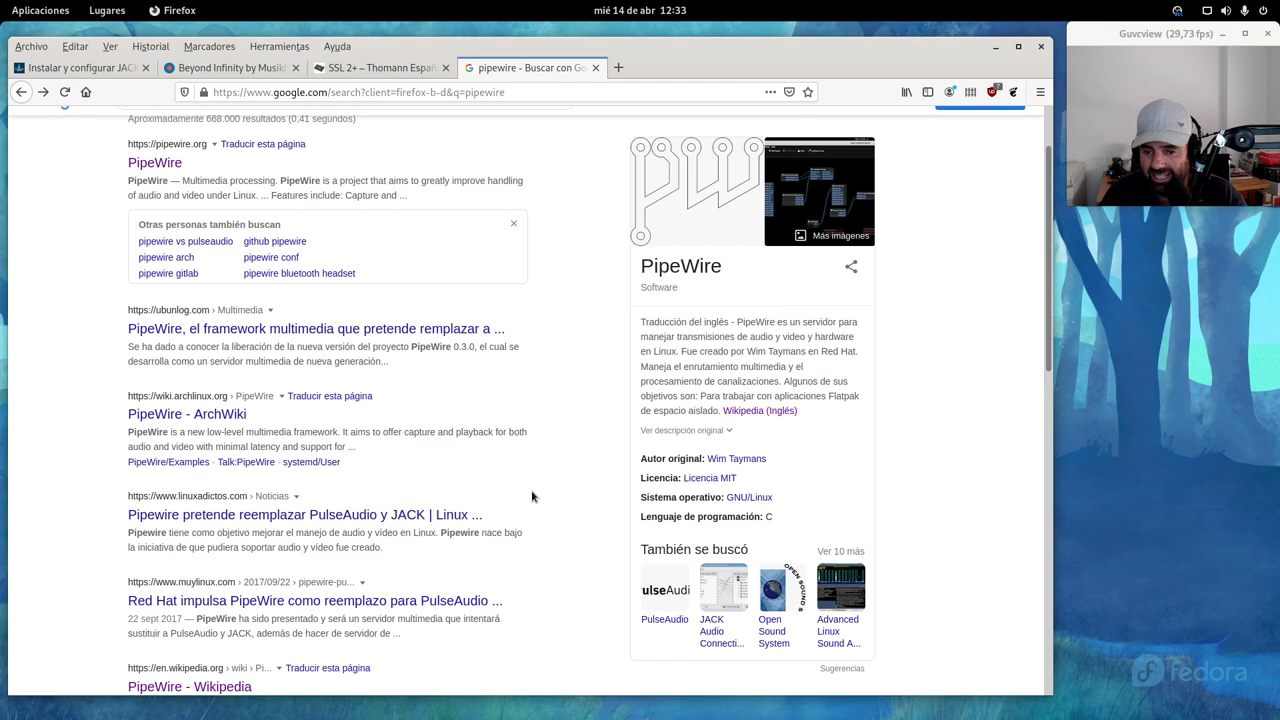 Aplicaciones Lugares Firefox mié 14 de abr 12:33
Guvcview (29,73 fps)
Archivo Editar Ver Historial Marcadores Herramientas Ayuda
Instalar y configurar JACK Beyond Infinity by Musikl SSL 2+ – Thomann Españ pipewire - Buscar con Go
https://www.google.com/search?client=firefox-b-d&q=pipewire
7
Aproximadamente 668.000 resultados (0,41 segundos)
https://pipewire.org Traducir esta página
PipeWire
PipeWire — Multimedia processing. PipeWire is a project that aims to greatly improve handling
of audio and video under Linux. ... Features include: Capture and ...
Otras personas también buscan
pipewire vs pulseaudio github pipewire
pipewire arch pipewire conf
pipewire gitlab pipewire bluetooth headset
https://ubunlog.com › Multimedia
PipeWire, el framework multimedia que pretende remplazar a ...
Se ha dado a conocer la liberación de la nueva versión del proyecto PipeWire 0.3.0, el cual se
desarrolla como un servidor multimedia de nueva generación...
https://wiki.archlinux.org › PipeWire Traducir esta página
PipeWire - ArchWiki
PipeWire is a new low-level multimedia framework. It aims to offer capture and playback for both
audio and video with minimal latency and support for ...
PipeWire/Examples · Talk:PipeWire · systemd/User
https://www.linuxadictos.com › Noticias
Pipewire pretende reemplazar PulseAudio y JACK | Linux ...
Pipewire tiene como objetivo mejorar el manejo de audio y vídeo en Linux. Pipewire nace bajo
la iniciativa de que pudiera soportar audio y vídeo fue creado.
https://www.muylinux.com › 2017/09/22 › pipewire-pu...
Red Hat impulsa PipeWire como reemplazo para PulseAudio ...
22 sept 2017 — PipeWire ha sido presentado y será un servidor multimedia que intentará
sustituir a PulseAudio y JACK, además de hacer de servidor de ...
https://en.wikipedia.org › wiki › Pi... Traducir esta página
PipeWire - Wikipedia
Más imágenes
PipeWire
Software
Traducción del inglés - PipeWire es un servidor para
manejar transmisiones de audio y video y hardware
en Linux. Fue creado por Wim Taymans en Red Hat.
Maneja el enrutamiento multimedia y el
procesamiento de canalizaciones. Algunos de sus
objetivos son: Para trabajar con aplicaciones Flatpak
de espacio aislado. Wikipedia (Inglés)
Ver descripción original
Autor original: Wim Taymans
Licencia: Licencia MIT
Sistema operativo: GNU/Linux
Lenguaje de programación: C
También se buscó Ver 10 más
ulseAudi
OPEN SOUND S
PulseAudio
JACK
Audio
Connecti...
Open
Sound
System
Advanced
Linux
Sound A...
Sugerencias
fedora